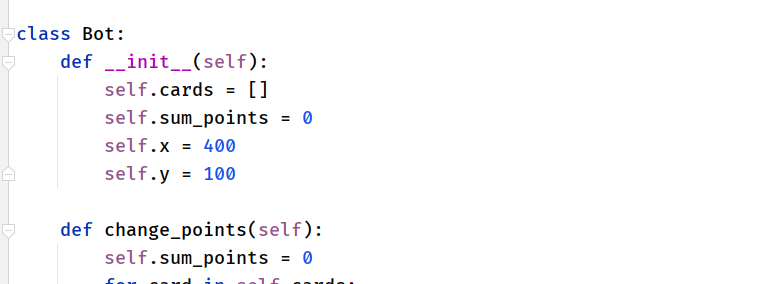 class Bot:
    def __init__(self):
        self.cards = []
        self.sum_points = 0
        self.x = 400
        self.y = 100
    def change_points(self):
        self.sum_points = 0
        for card in self.cards: